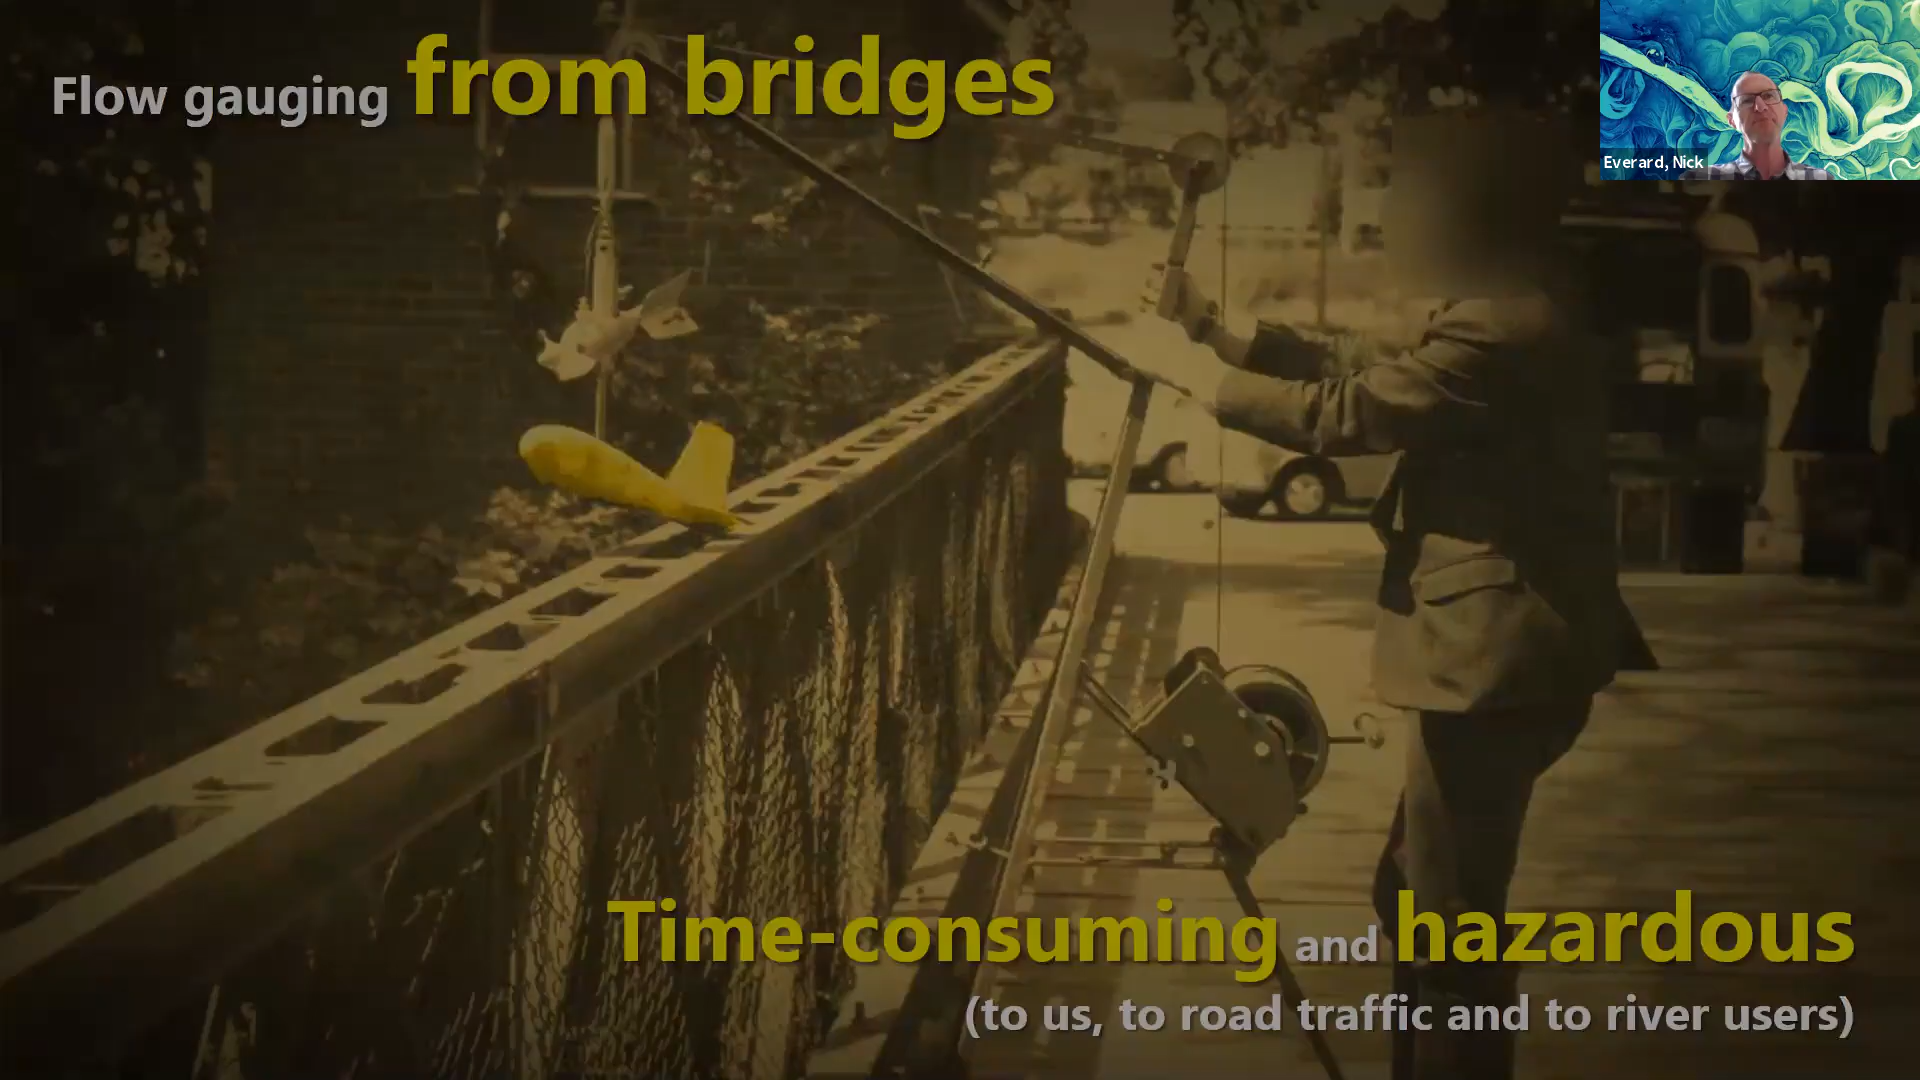 Flow gauging from bridges
Everard, Nick
Time-consuming and hazardous
(to us, to road traffic and to river users)